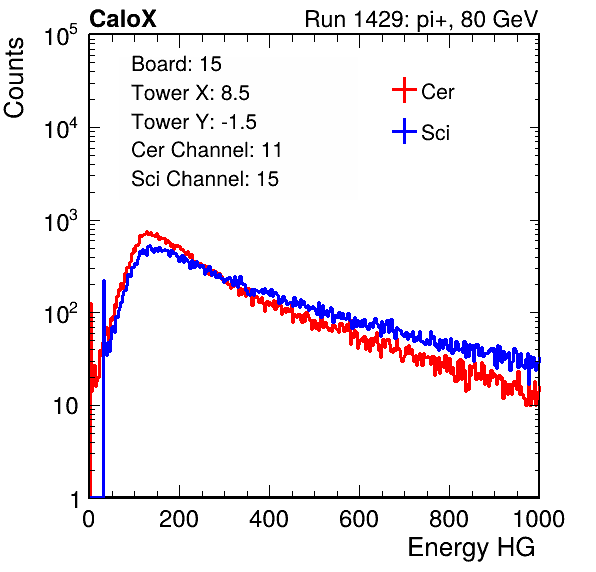 CaloX Run 1429: pi+, 80 GeV
Counts
10^5
10^4
10^3
10^2
10
1
Board: 15
Tower X: 8.5
Tower Y: -1.5
Cer Channel: 11
Sci Channel: 15
Cer
Sci
0 200 400 600 800 1000
Energy HG